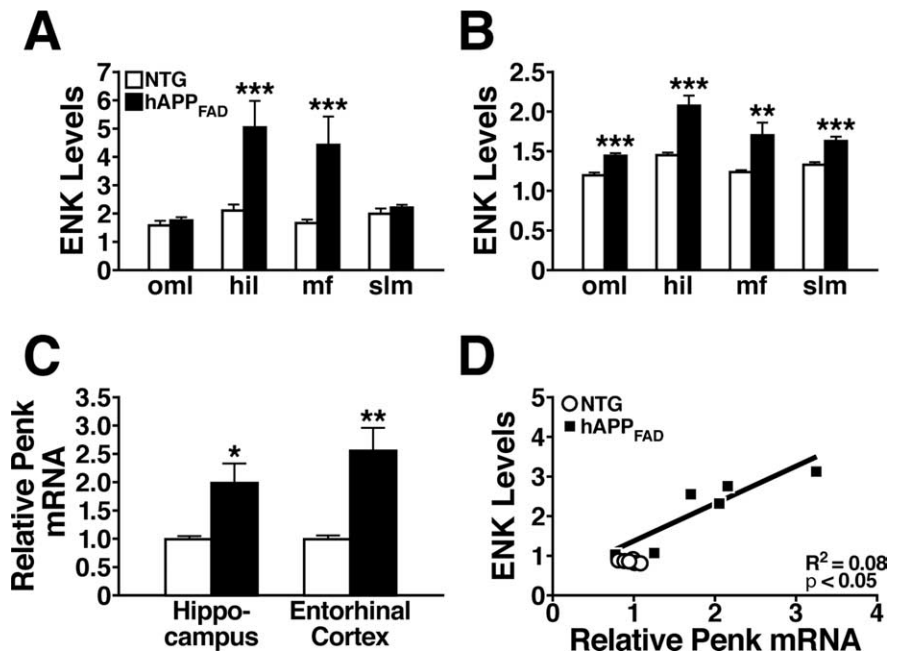 A
ENK Levels
7
6
5
4
3
2
1
0
NTG
hAPPFAD
***
***
oml hil mf slm
B
ENK Levels
2.5
2.0
1.5
1.0
0.5
0
***
***
**
***
oml hil mf slm
C
Relative Penk
mRNA
3.5
3.0
2.5
2.0
1.5
1.0
0.5
0
*
**
Hippo-
campus
Entorhinal
Cortex
D
ENK Levels
5
4
3
2
1
0
NTG
hAPPFAD
R² = 0.08
p < 0.05
0 1 2 3 4
Relative Penk mRNA